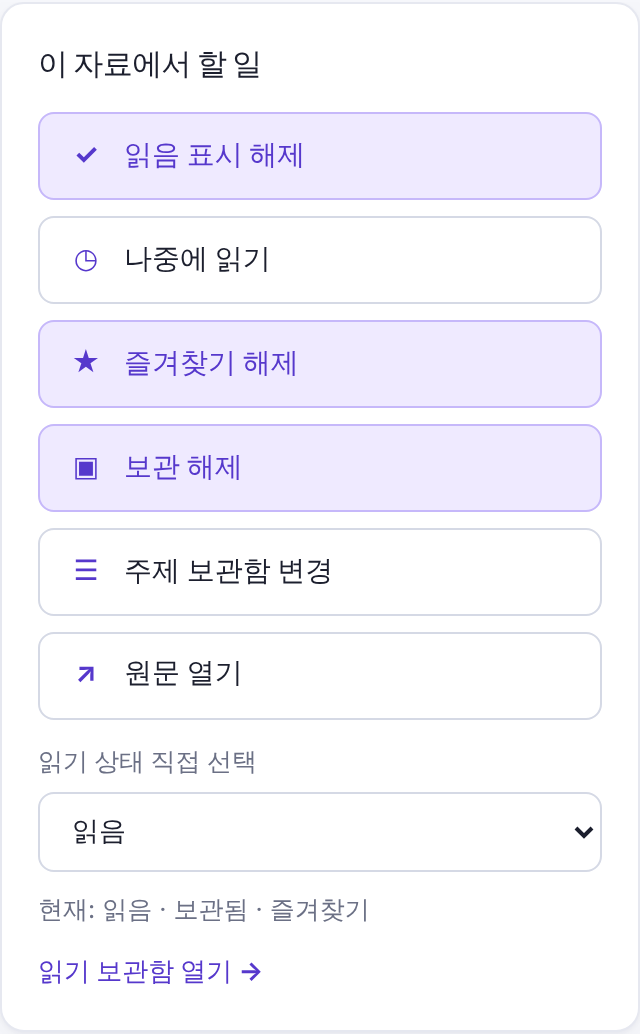 이 자료에서 할 일
✓ 읽음 표시 해제
◷ 나중에 읽기
★ 즐겨찾기 해제
▣ 보관 해제
☰ 주제 보관함 변경
↗ 원문 열기
읽기 상태 직접 선택
읽음
현재: 읽음 · 보관됨 · 즐겨찾기
읽기 보관함 열기 →